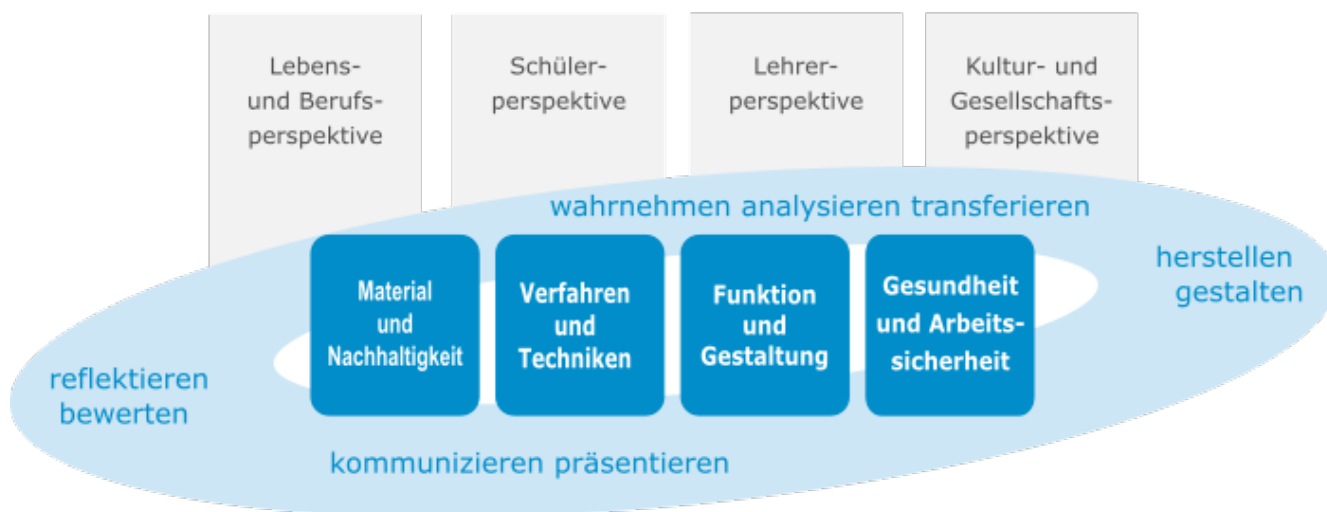 Lebens-
und Berufs-
perspektive
Schüler-
perspektive
Lehrer-
perspektive
Kultur- und
Gesellschafts-
perspektive
wahrnehmen analysieren transferieren
herstellen
gestalten
Material
und
Nachhaltigkeit
Verfahren
und
Techniken
Funktion
und
Gestaltung
Gesundheit
und Arbeits-
sicherheit
reflektieren
bewerten
kommunizieren präsentieren